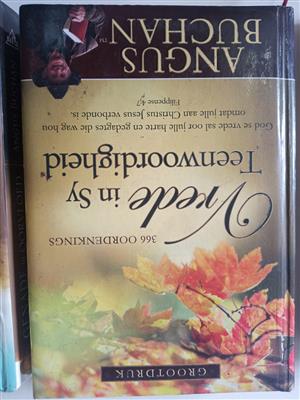 GROOTDRUK
366 OORDENKINGS
Vrede in Sy
Teenwoordigheid
God se vrede sal oor julle harte en gedagtes die wag hou
omdat julle aan Christus Jesus verbonde is.
Filippense 4:7
ANGUS
BUCHAN™